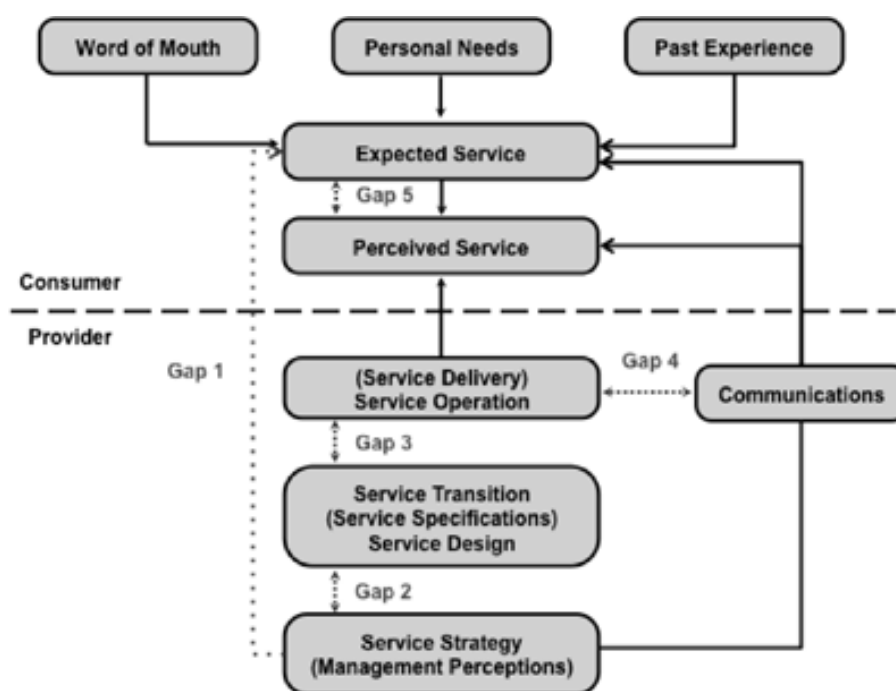 Word of Mouth
Personal Needs
Past Experience
Expected Service
Gap 5
Perceived Service
Consumer
Provider
Gap 1
(Service Delivery)
Service Operation
Gap 4
Communications
Gap 3
Service Transition
(Service Specifications)
Service Design
Gap 2
Service Strategy
(Management Perceptions)